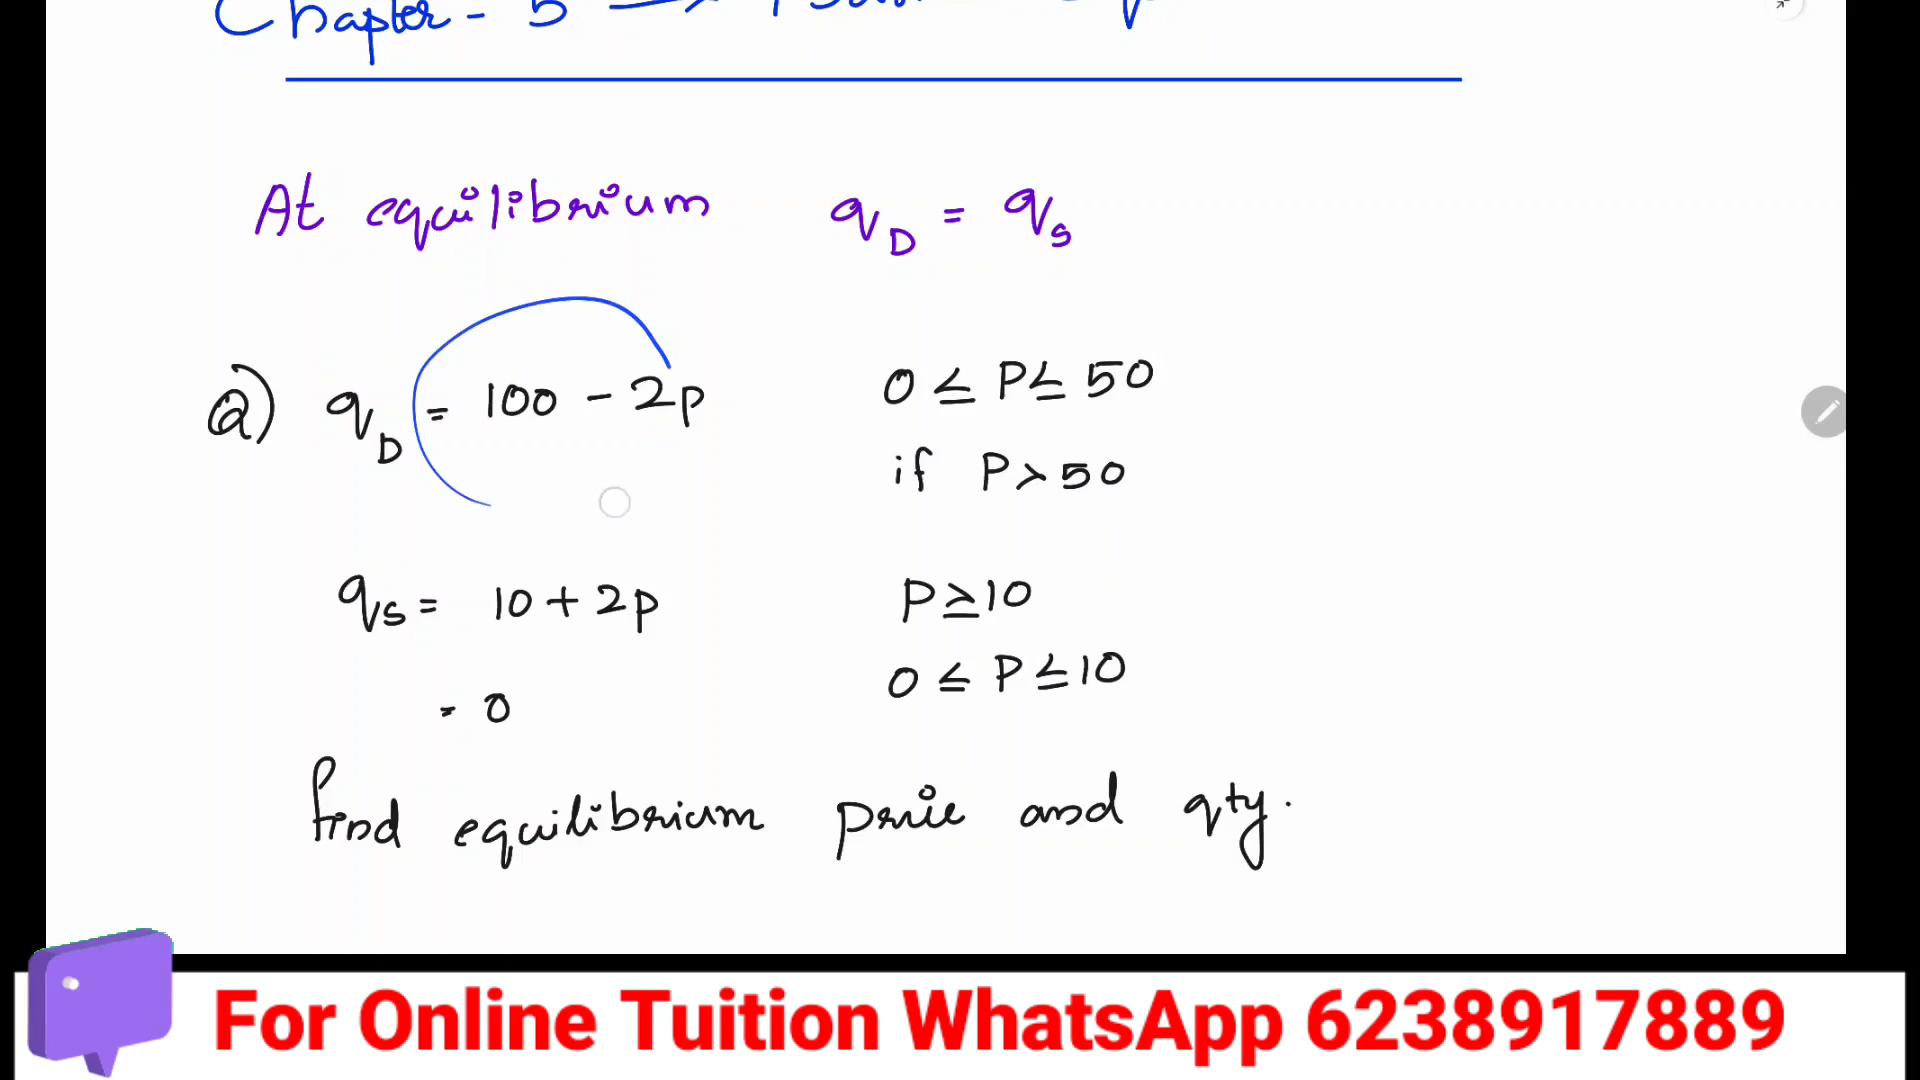 Chapter - 5 →
At equilibrium qD = qs
Q) qD = 100 - 2p 0 ≤ P ≤ 50
if P > 50
qs = 10 + 2p P ≥ 10
= 0 0 ≤ P ≤ 10
Find equilibrium price and qty.
For Online Tuition WhatsApp 6238917889